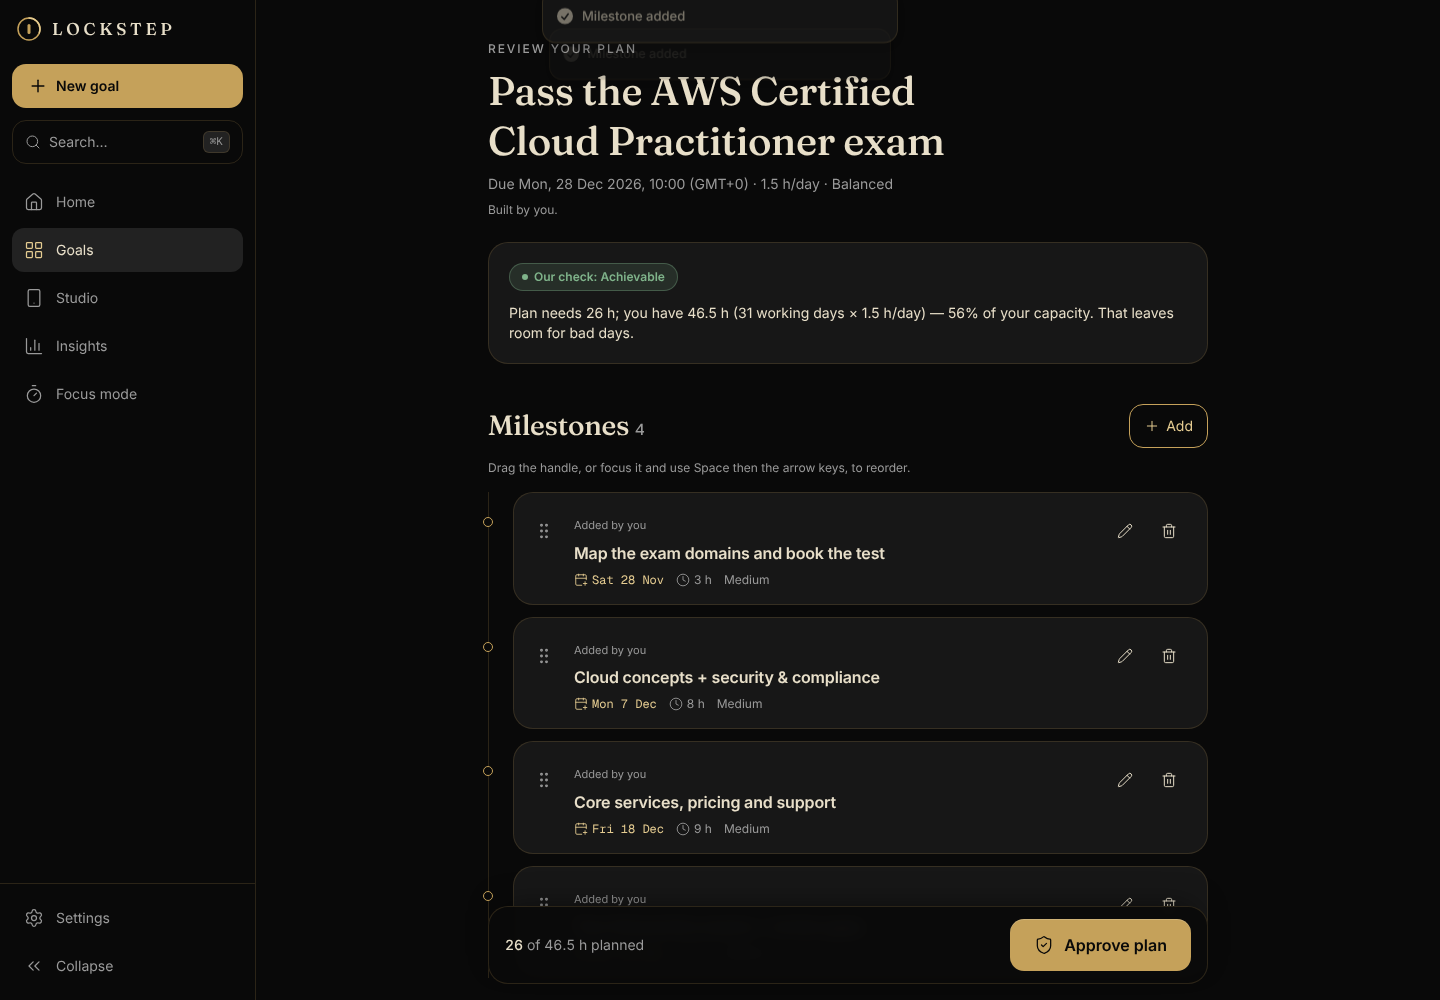 LOCKSTEP
New goal
Search...
⌘K
Home
Goals
Studio
Insights
Focus mode
Settings
Collapse
Milestone added
Milestone added
REVIEW YOUR PLAN
Pass the AWS Certified
Cloud Practitioner exam
Due Mon, 28 Dec 2026, 10:00 (GMT+0) · 1.5 h/day · Balanced
Built by you.
Our check: Achievable
Plan needs 26 h; you have 46.5 h (31 working days × 1.5 h/day) — 56% of your capacity. That leaves
room for bad days.
Milestones 4
Add
Drag the handle, or focus it and use Space then the arrow keys, to reorder.
Added by you
Map the exam domains and book the test
Sat 28 Nov 3 h Medium
Added by you
Cloud concepts + security & compliance
Mon 7 Dec 8 h Medium
Added by you
Core services, pricing and support
Fri 18 Dec 9 h Medium
Added by you
26 of 46.5 h planned
Approve plan